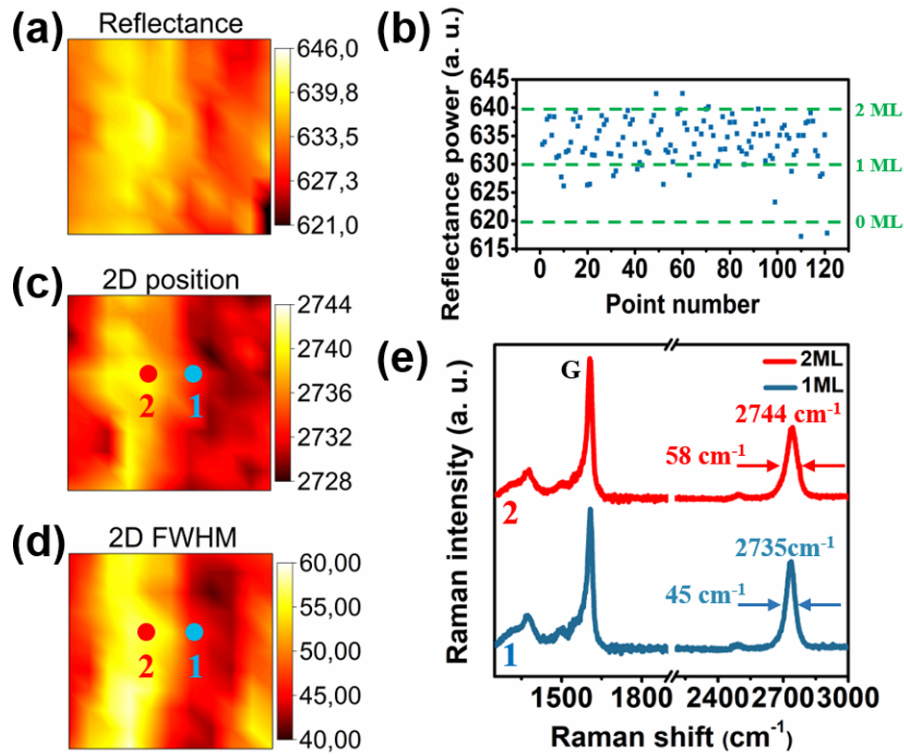 (a)
Reflectance
646,0
639,8
633,5
627,3
621,0
(b)
Reflectance power (a. u.)
645
640
635
630
625
620
615
2 ML
1 ML
0 ML
0 20 40 60 80 100 120
Point number
(c)
2D position
2744
2740
2736
2732
2728
2 1
(d)
2D FWHM
60,00
55,00
50,00
45,00
40,00
2 1
(e)
Raman intensity (a. u.)
G
2ML
1ML
2744 cm⁻¹
58 cm⁻¹
2
2735cm⁻¹
45 cm⁻¹
1
1500 1800 2400 2700 3000
Raman shift (cm⁻¹)